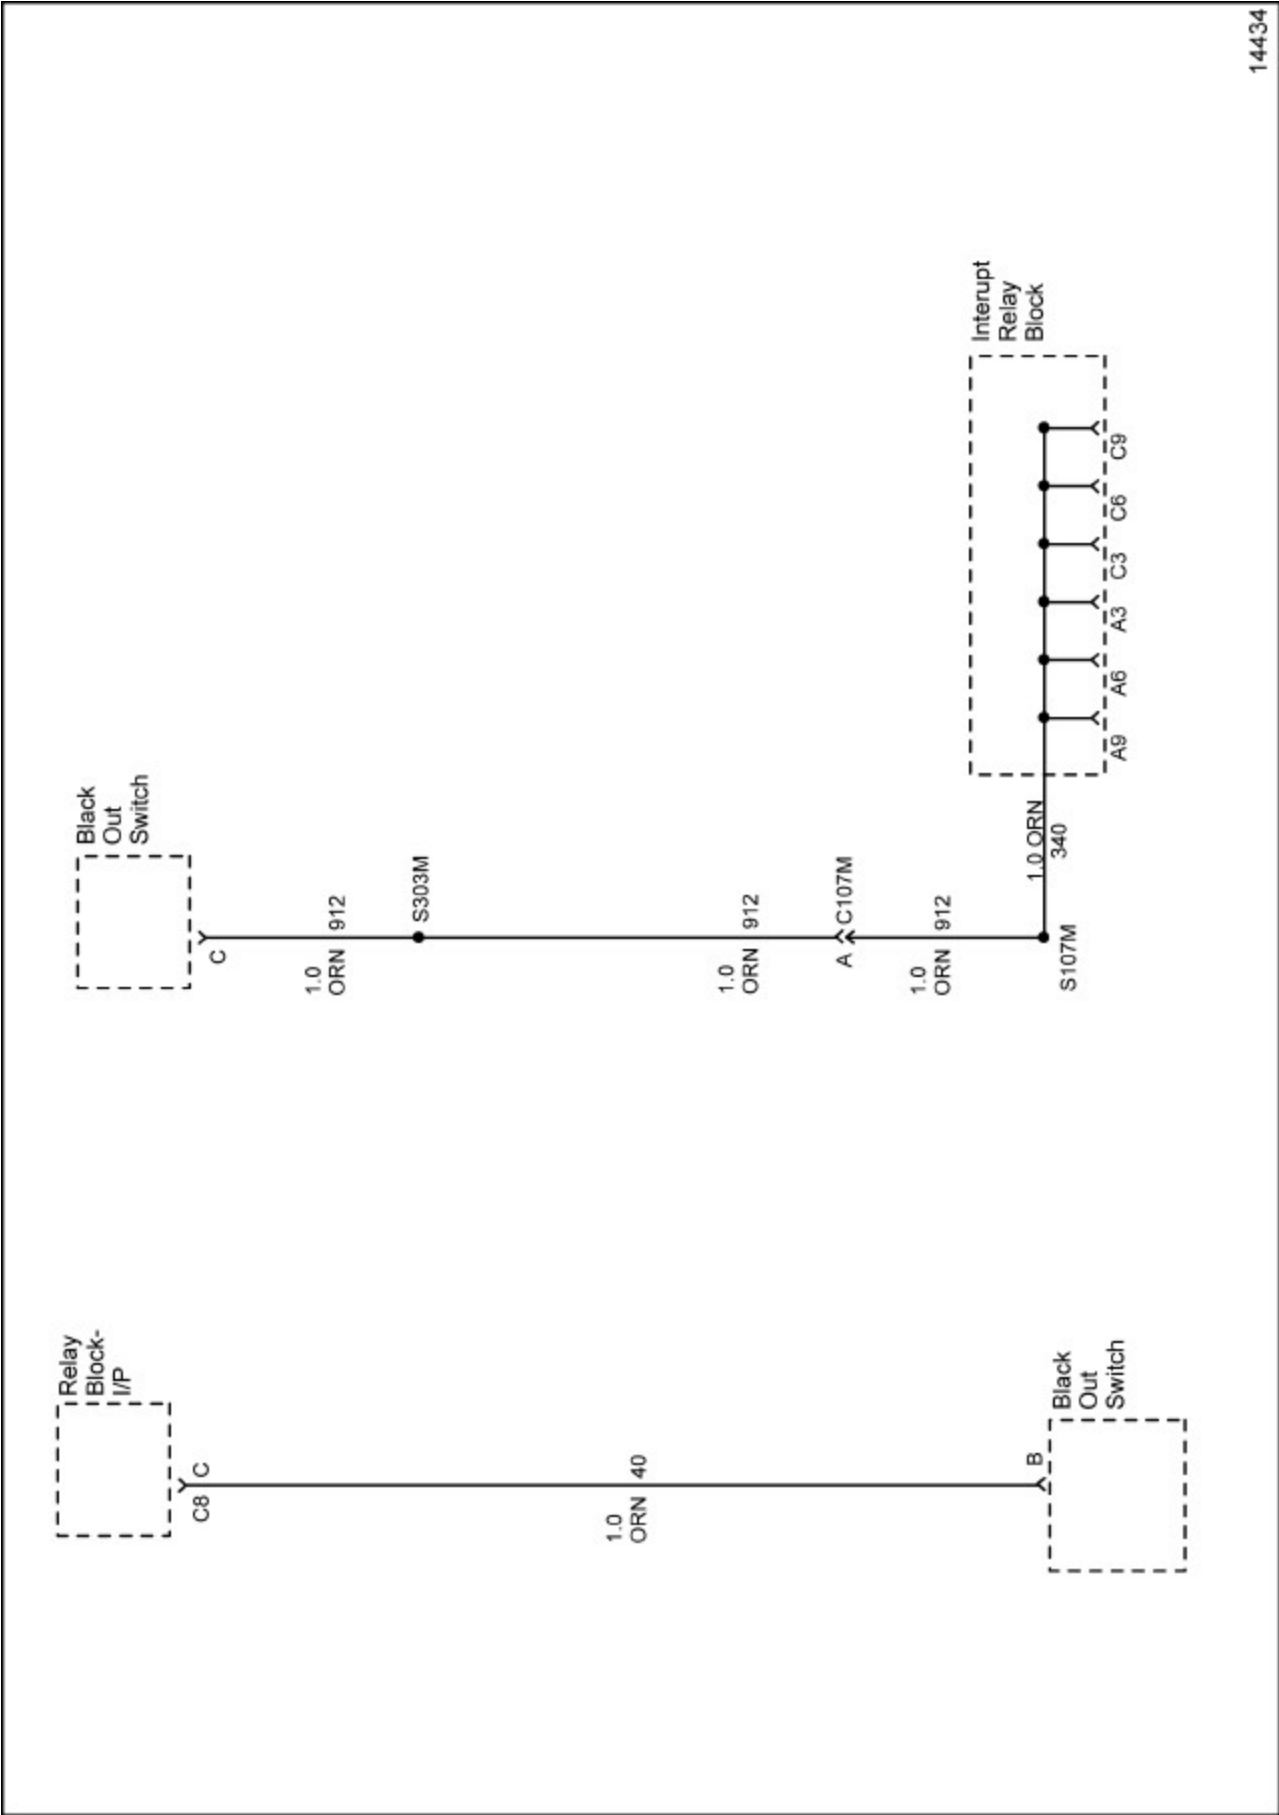 Relay
Block-
I/P
C8
C
1.0
ORN
40
B
Black
Out
Switch
Black
Out
Switch
C
1.0
ORN
912
S303M
1.0
ORN
912
A
C107M
1.0
ORN
912
S107M
1.0 ORN
340
Interupt
Relay
Block
A9
A6
A3
C3
C6
C9
14434